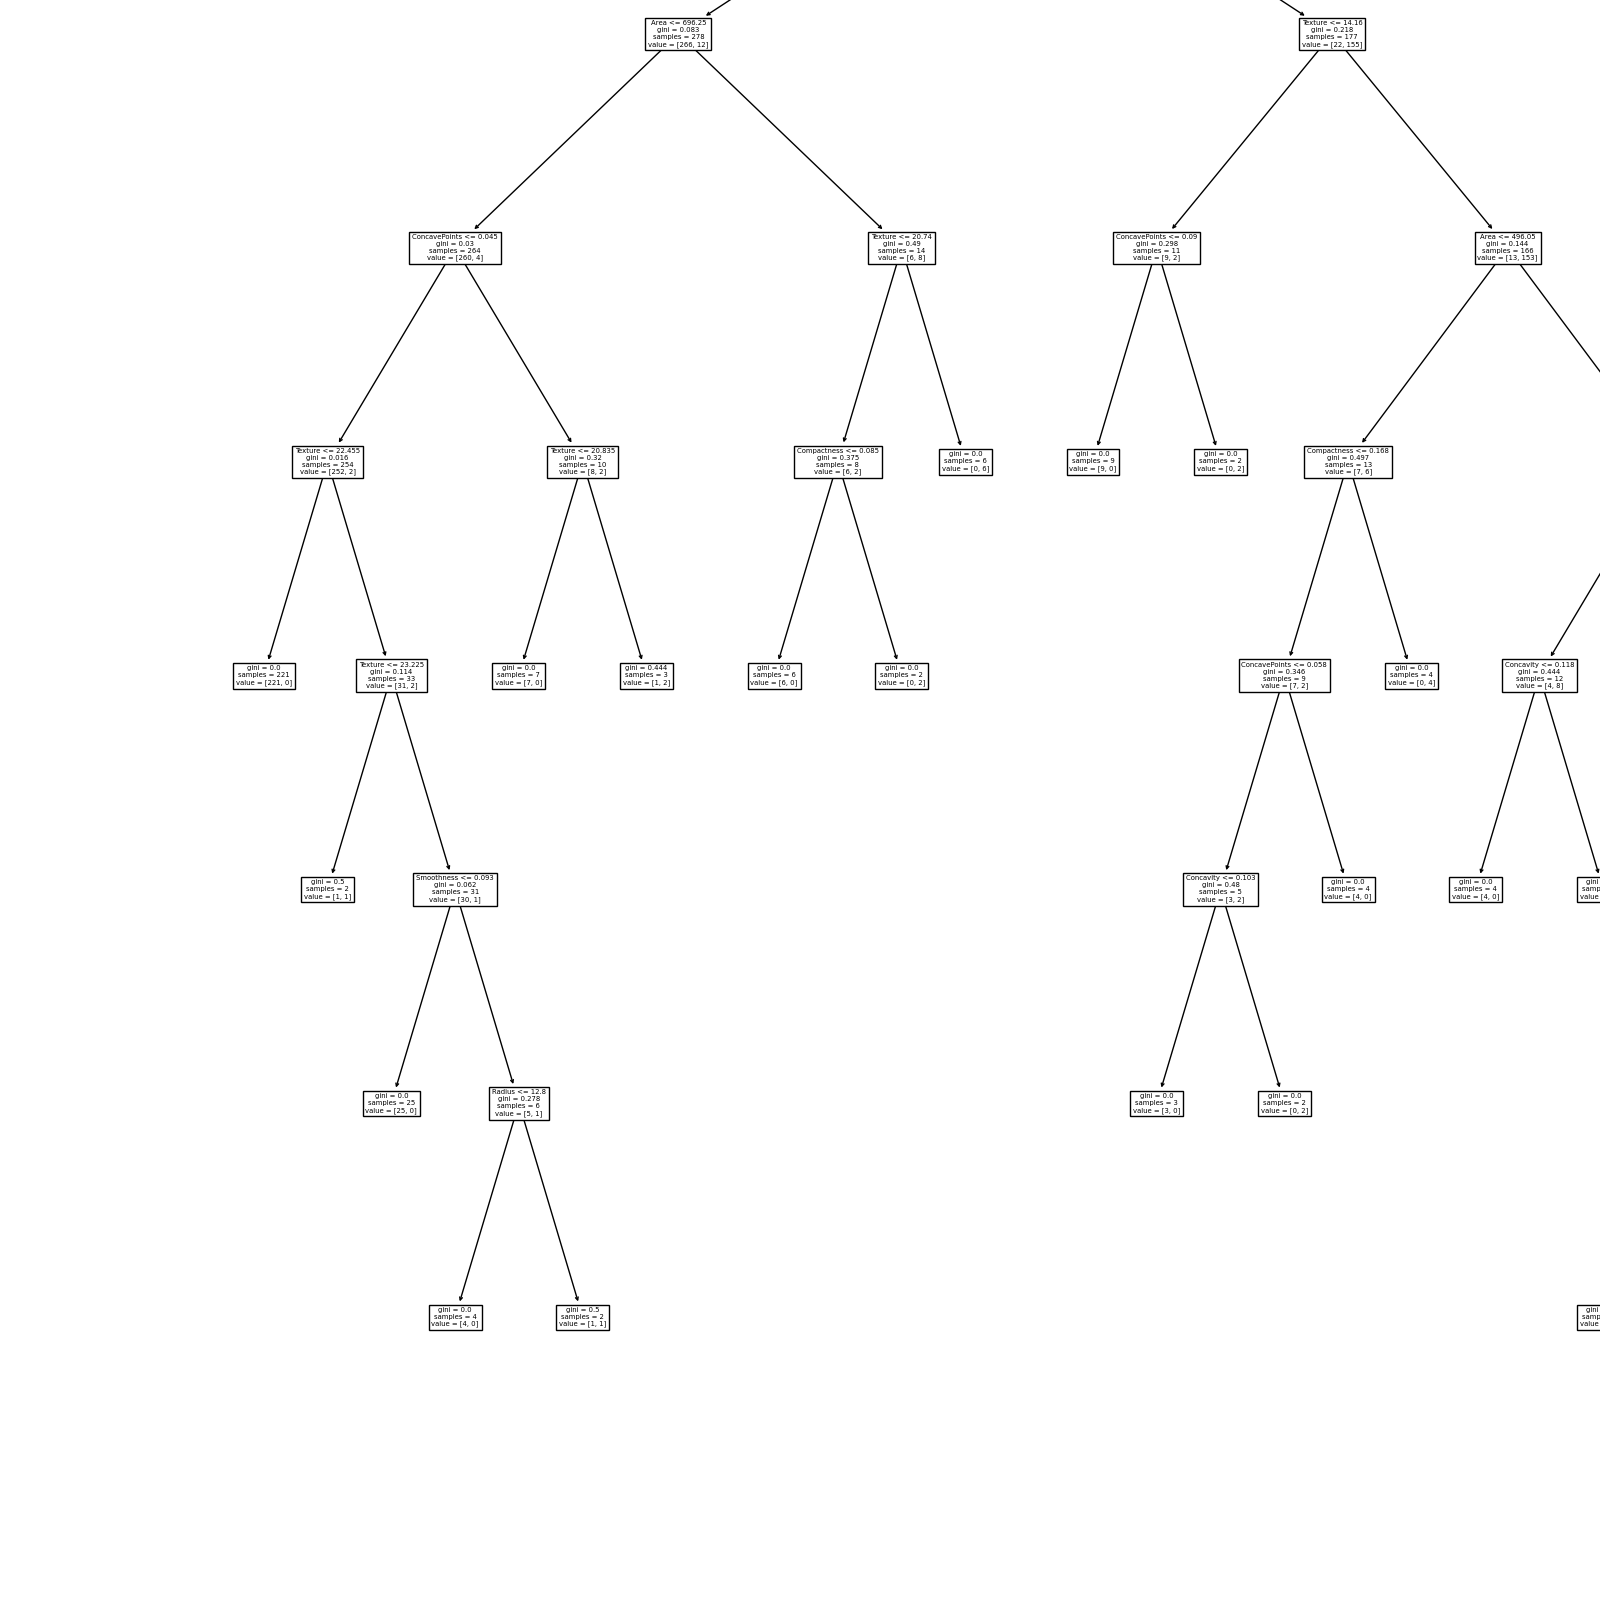 Area <= 696.25
gini = 0.083
samples = 278
value = [266, 12]
Texture <= 14.16
gini = 0.218
samples = 177
value = [22, 155]
ConcavePoints <= 0.045
gini = 0.03
samples = 264
value = [260, 4]
Texture <= 20.74
gini = 0.49
samples = 14
value = [6, 8]
ConcavePoints <= 0.09
gini = 0.298
samples = 11
value = [9, 2]
Area <= 496.05
gini = 0.144
samples = 166
value = [13, 153]
Texture <= 22.455
gini = 0.016
samples = 254
value = [252, 2]
Texture <= 20.835
gini = 0.32
samples = 10
value = [8, 2]
Compactness <= 0.085
gini = 0.375
samples = 8
value = [6, 2]
gini = 0.0
samples = 6
value = [0, 6]
gini = 0.0
samples = 9
value = [9, 0]
gini = 0.0
samples = 2
value = [0, 2]
Compactness <= 0.168
gini = 0.497
samples = 13
value = [7, 6]
gini = 0.0
samples = 221
value = [221, 0]
Texture <= 23.225
gini = 0.114
samples = 33
value = [31, 2]
gini = 0.0
samples = 7
value = [7, 0]
gini = 0.444
samples = 3
value = [1, 2]
gini = 0.0
samples = 6
value = [6, 0]
gini = 0.0
samples = 2
value = [0, 2]
ConcavePoints <= 0.058
gini = 0.346
samples = 9
value = [7, 2]
gini = 0.0
samples = 4
value = [0, 4]
Concavity <= 0.118
gini = 0.444
samples = 12
value = [4, 8]
gini = 0.5
samples = 2
value = [1, 1]
Smoothness <= 0.093
gini = 0.062
samples = 31
value = [30, 1]
Concavity <= 0.103
gini = 0.48
samples = 5
value = [3, 2]
gini = 0.0
samples = 4
value = [4, 0]
gini = 0.0
samples = 4
value = [4, 0]
gini
samp
value
gini = 0.0
samples = 25
value = [25, 0]
Radius <= 12.8
gini = 0.278
samples = 6
value = [5, 1]
gini = 0.0
samples = 3
value = [3, 0]
gini = 0.0
samples = 2
value = [0, 2]
gini = 0.0
samples = 4
value = [4, 0]
gini = 0.5
samples = 2
value = [1, 1]
gini
samp
value